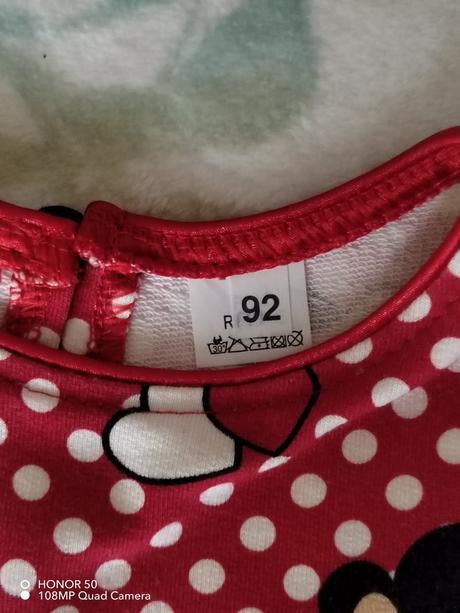 R 92
30°
HONOR 50
108MP Quad Camera